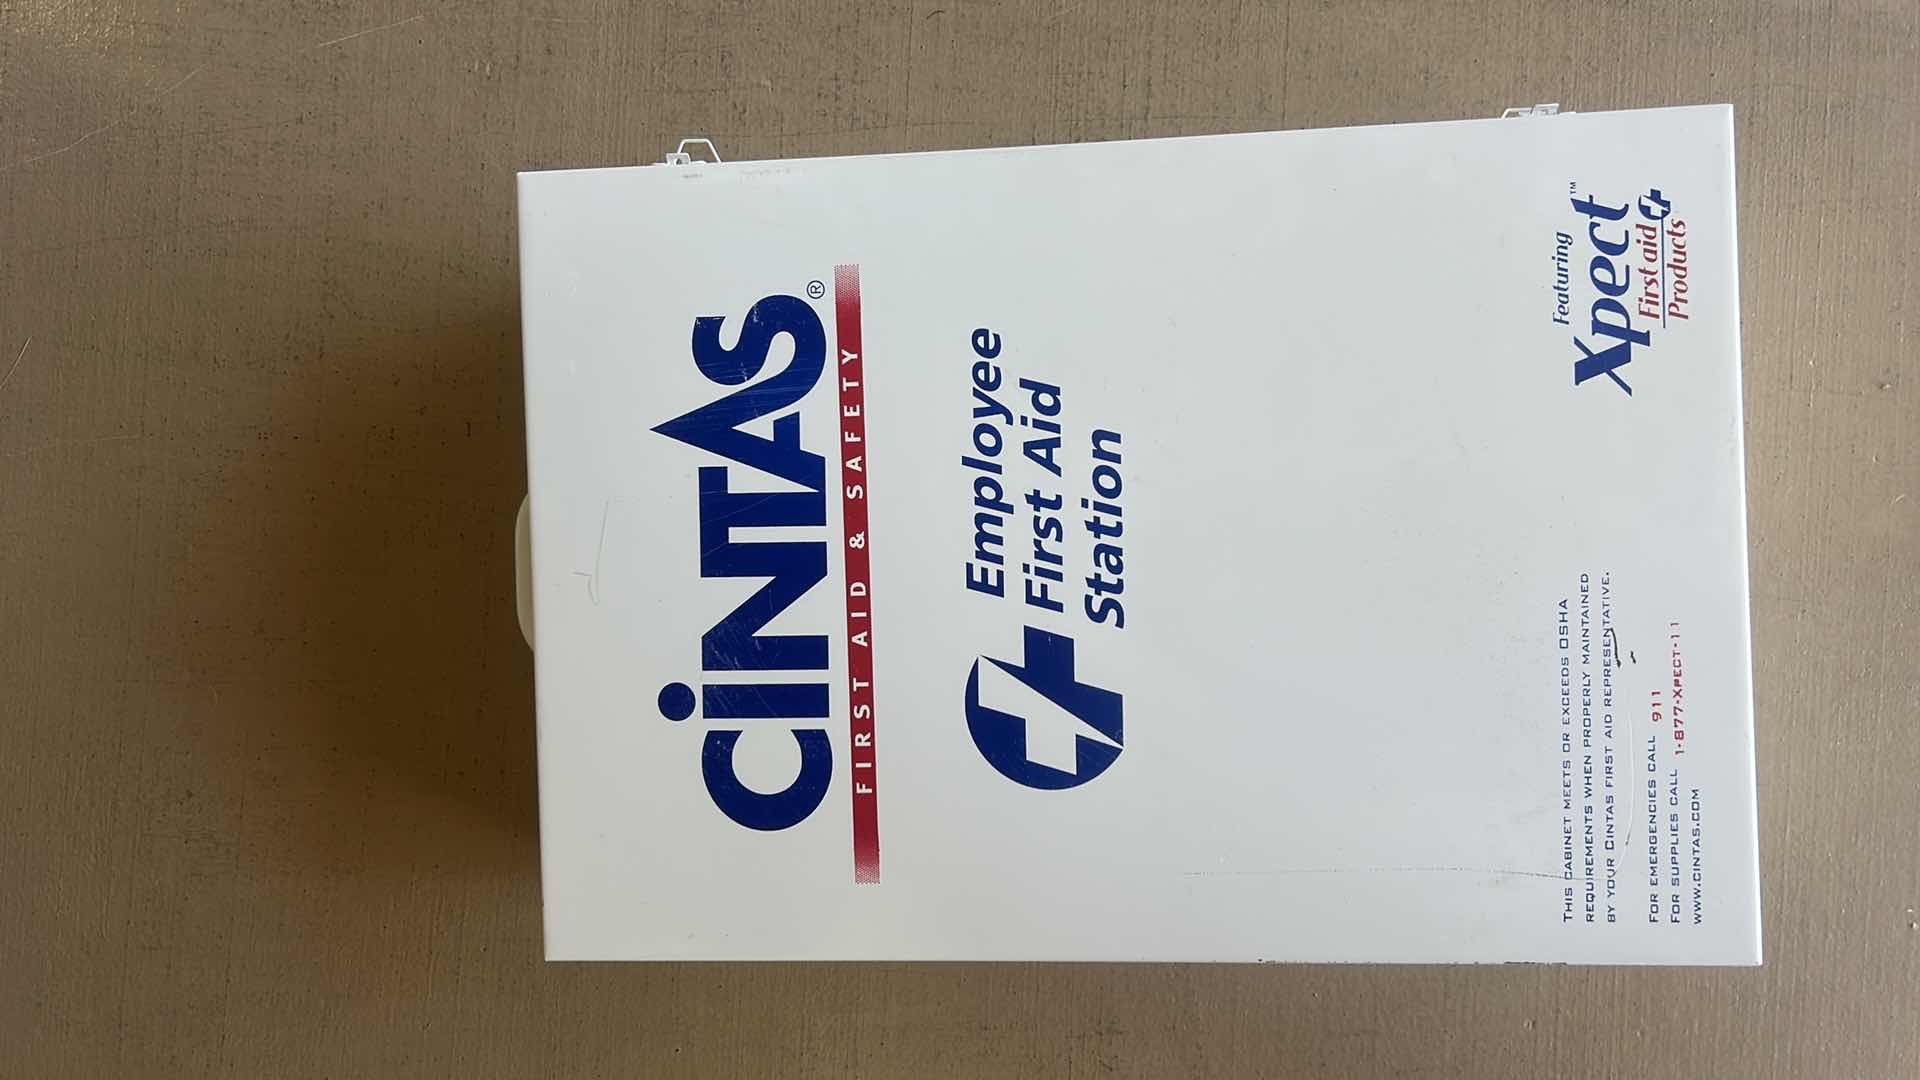 CINTAS®
FIRST AID & SAFETY
Employee
First Aid
Station
THIS CABINET MEETS OR EXCEEDS OSHA
REQUIREMENTS WHEN PROPERLY MAINTAINED
BY YOUR CINTAS FIRST AID REPRESENTATIVE.
FOR EMERGENCIES CALL 911
FOR SUPPLIES CALL 1-877-XPECT-11
WWW.CINTAS.COM
Featuring
Xpect™
First aid
Products